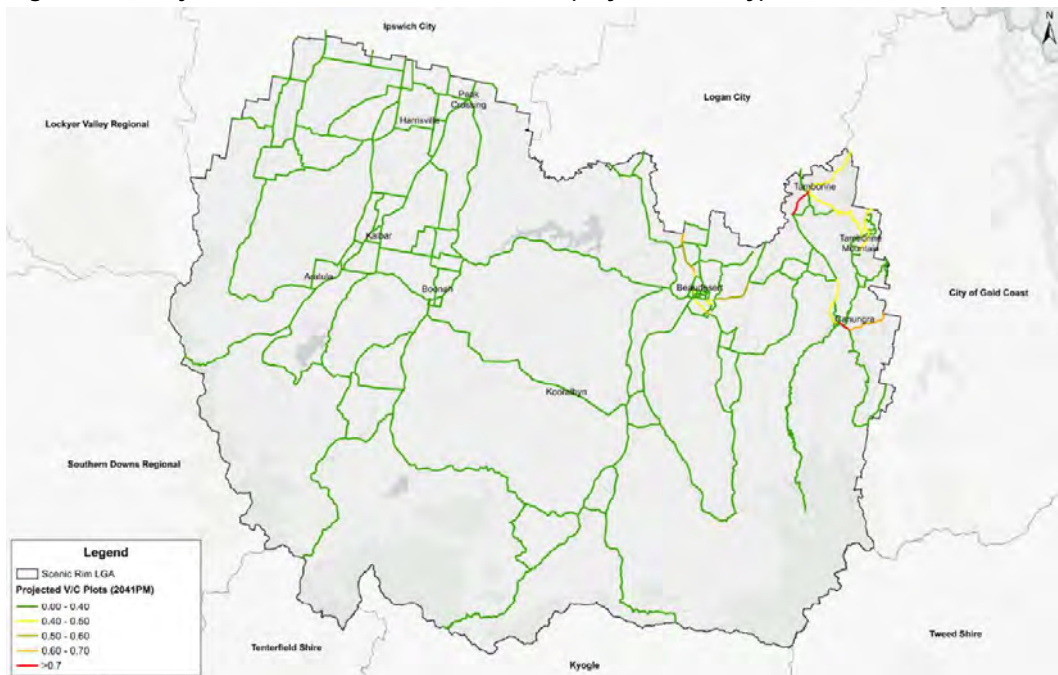 Ipswich City
N
Peak
Crossing
Logan City
Harrisville
Lockyer Valley Regional
Tamborine
Kalbar
Tamborine
Mountain
Aratula
Boonah
Beaudesert
City of Gold Coast
Canungra
Kooralbyn
Southern Downs Regional
Legend
Scenic Rim LGA
Projected V/C Plots (2041PM)
0.00 - 0.40
0.40 - 0.50
0.50 - 0.60
0.60 - 0.70
>0.7
Tenterfield Shire
Kyogle
Tweed Shire